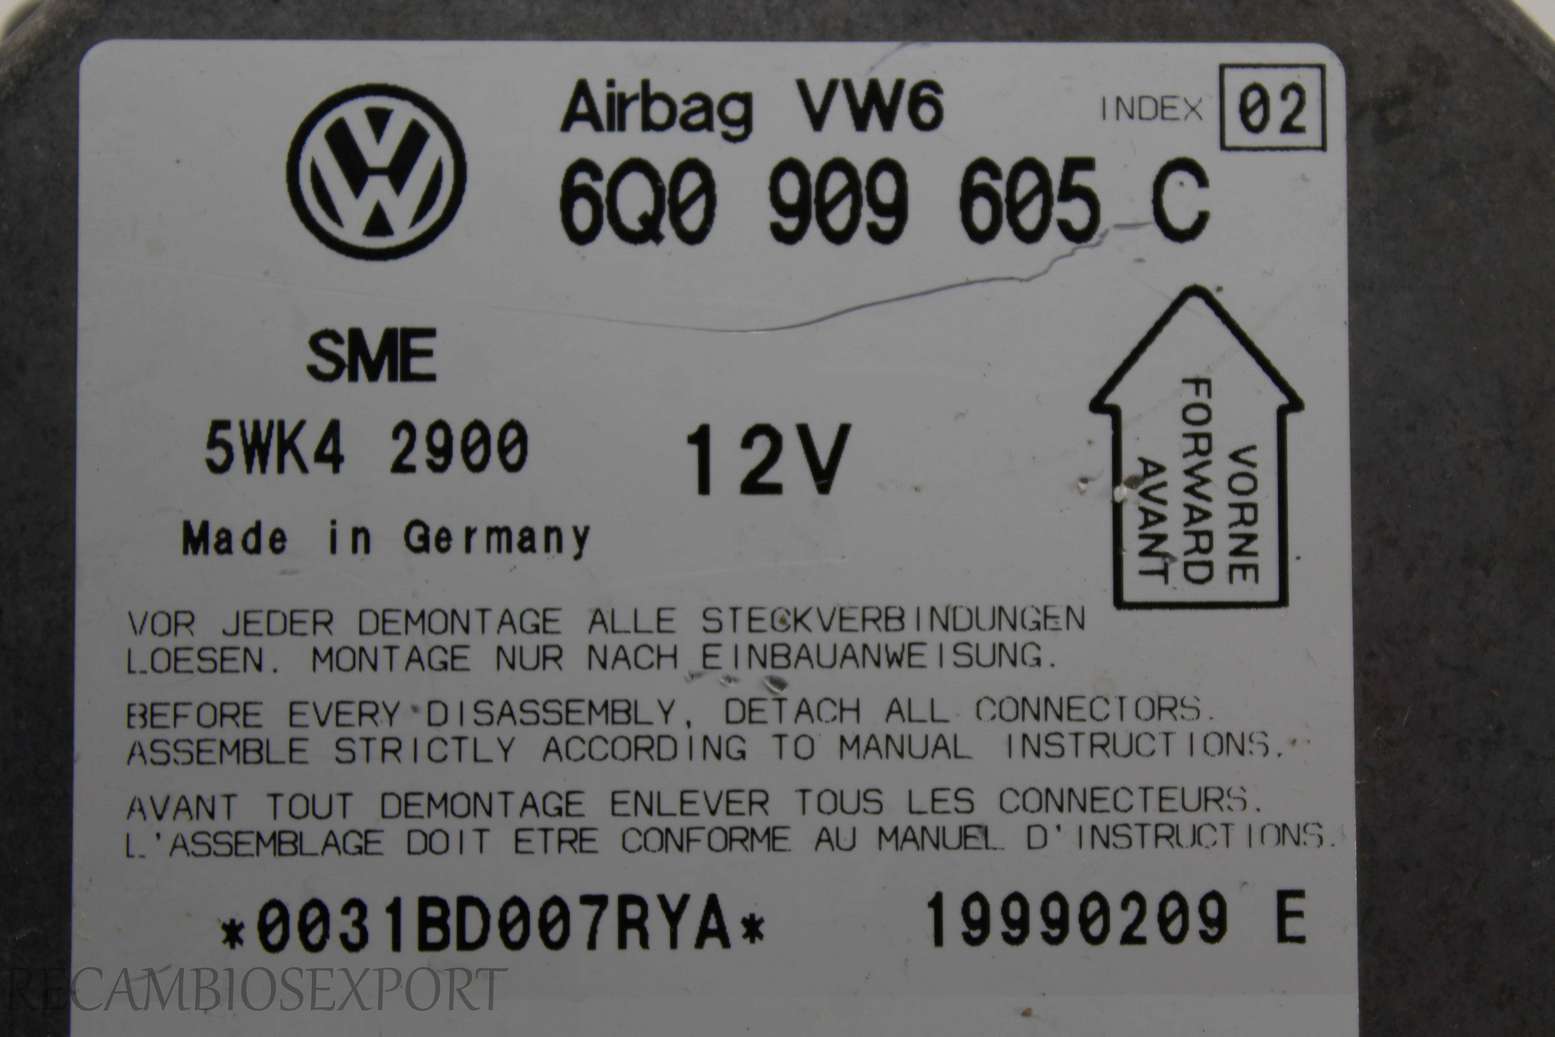 Airbag VW6 INDEX 02
6Q0 909 605 C
SME
5WK4 2900 12V
Made in Germany
VORNE
FORWARD
AVANT
VOR JEDER DEMONTAGE ALLE STECKVERBINDUNGEN
LOESEN. MONTAGE NUR NACH EINBAUANWEISUNG.
BEFORE EVERY DISASSEMBLY, DETACH ALL CONNECTORS.
ASSEMBLE STRICTLY ACCORDING TO MANUAL INSTRUCTIONS.
AVANT TOUT DEMONTAGE ENLEVER TOUS LES CONNECTEURS.
L'ASSEMBLAGE DOIT ETRE CONFORME AU MANUEL D'INSTRUCTIONS.
*0031BD007RYA* 19990209 E
RECAMBIOSEXPORT